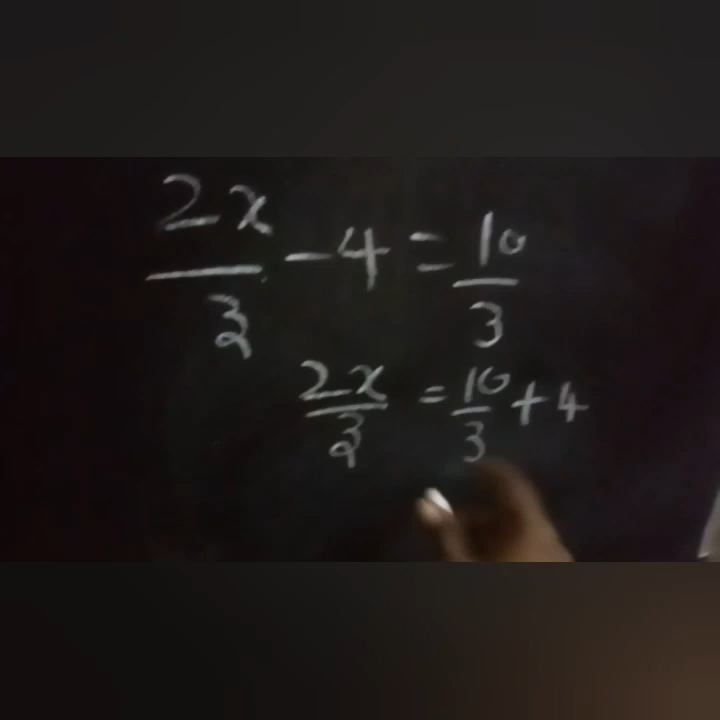 2x/3 - 4 = 10/3
2x/3 = 10/3 + 4